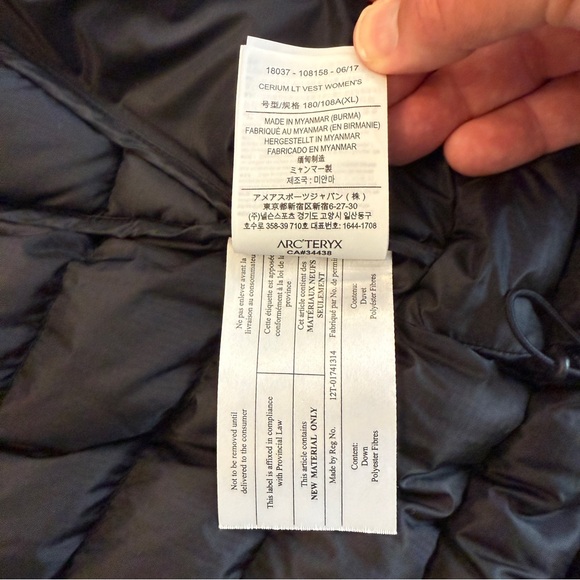 18037 - 108158 - 06/17
CERIUM LT VEST WOMEN'S
号型/规格 180/108A(XL)
MADE IN MYANMAR (BURMA)
FABRIQUÉ AU MYANMAR (EN BIRMANIE)
HERGESTELLT IN MYANMAR
FABRICADO EN MYANMAR
缅甸制造
ミャンマー製
제조국 : 미얀마
アメアスポーツジャパン（株）
東京都新宿区新宿6-27-30
(주)넬슨스포츠 경기도 고양시 일산동구
호수로 358-39 710호 대표번호: 1644-1708
ARC'TERYX
CA#34438
Ne pas enlever avant la
livraison au consommateur
Cette étiquette est apposée
conformément à la loi de la
province
Cet article contient des
MATÉRIAUX NEUFS
SEULEMENT
Fabriqué par No. de permis
Contenu:
Duvet
Polyester Fibres
Not to be removed until
delivered to the consumer
This label is affixed in compliance
with Provincial Law
This article contains
NEW MATERIAL ONLY
Made by Reg No.
12T-01741314
Content:
Down
Polyester Fibres